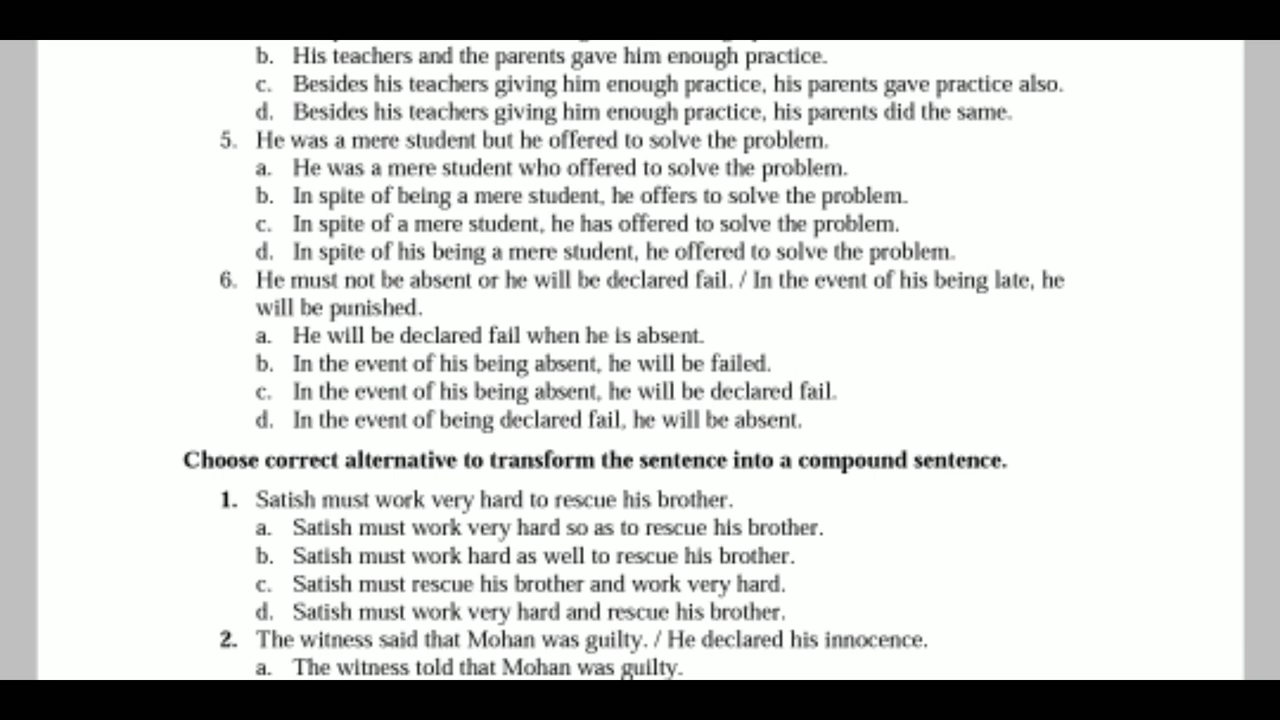 b. His teachers and the parents gave him enough practice.
c. Besides his teachers giving him enough practice, his parents gave practice also.
d. Besides his teachers giving him enough practice, his parents did the same.
5. He was a mere student but he offered to solve the problem.
a. He was a mere student who offered to solve the problem.
b. In spite of being a mere student, he offers to solve the problem.
c. In spite of a mere student, he has offered to solve the problem.
d. In spite of his being a mere student, he offered to solve the problem.
6. He must not be absent or he will be declared fail. / In the event of his being late, he
will be punished.
a. He will be declared fail when he is absent.
b. In the event of his being absent, he will be failed.
c. In the event of his being absent, he will be declared fail.
d. In the event of being declared fail, he will be absent.
Choose correct alternative to transform the sentence into a compound sentence.
1. Satish must work very hard to rescue his brother.
a. Satish must work very hard so as to rescue his brother.
b. Satish must work hard as well to rescue his brother.
c. Satish must rescue his brother and work very hard.
d. Satish must work very hard and rescue his brother.
2. The witness said that Mohan was guilty. / He declared his innocence.
a. The witness told that Mohan was guilty.